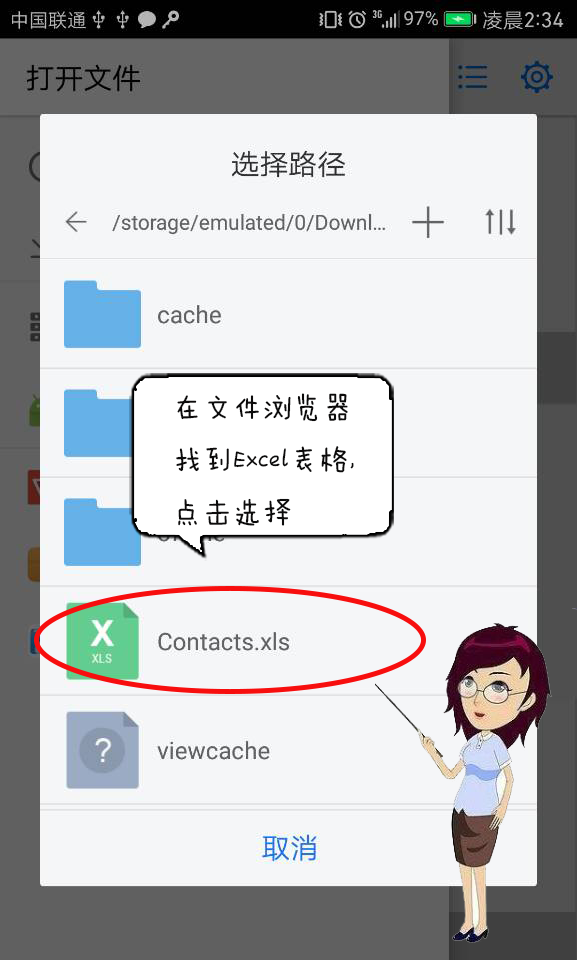 中国联通
3G
97%
凌晨2:34
打开文件
选择路径
/storage/emulated/0/Downl...
cache
在文件浏览器
找到Excel表格,
点击选择
X
XLS
Contacts.xls
?
viewcache
取消